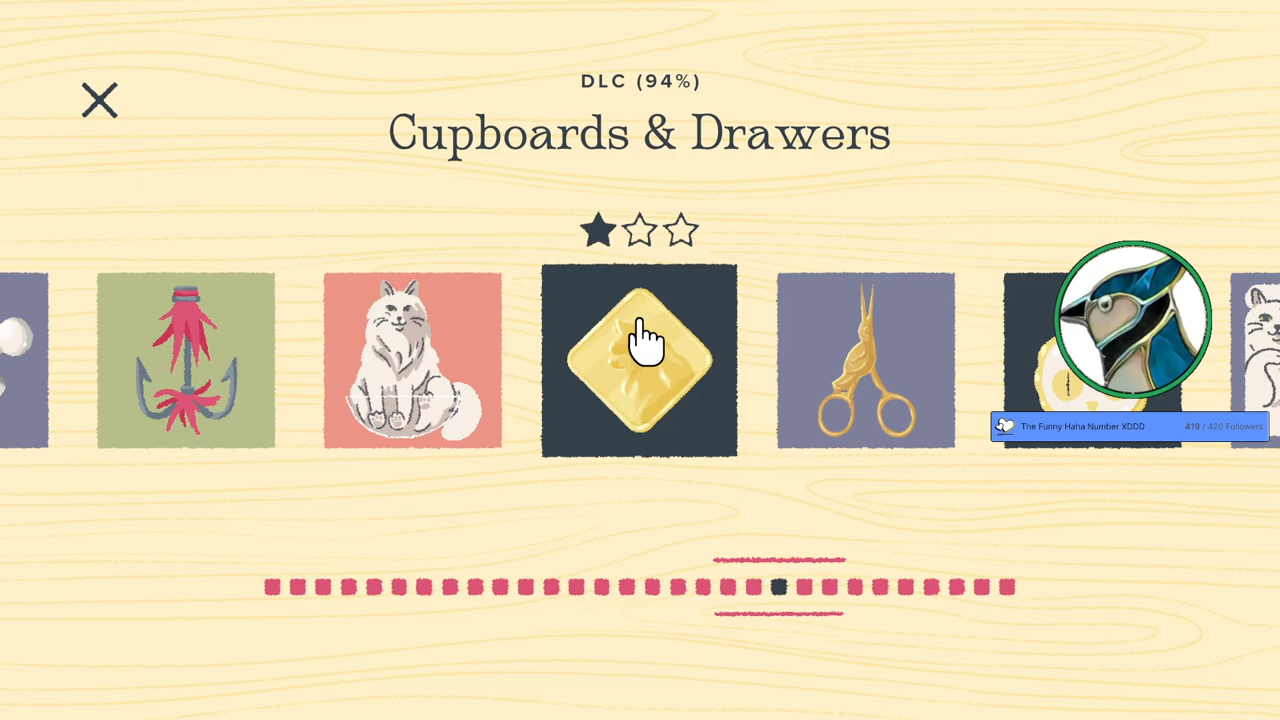 DLC (94%)
Cupboards & Drawers
The Funny Haha Number XDDD 419 / 420 Followers